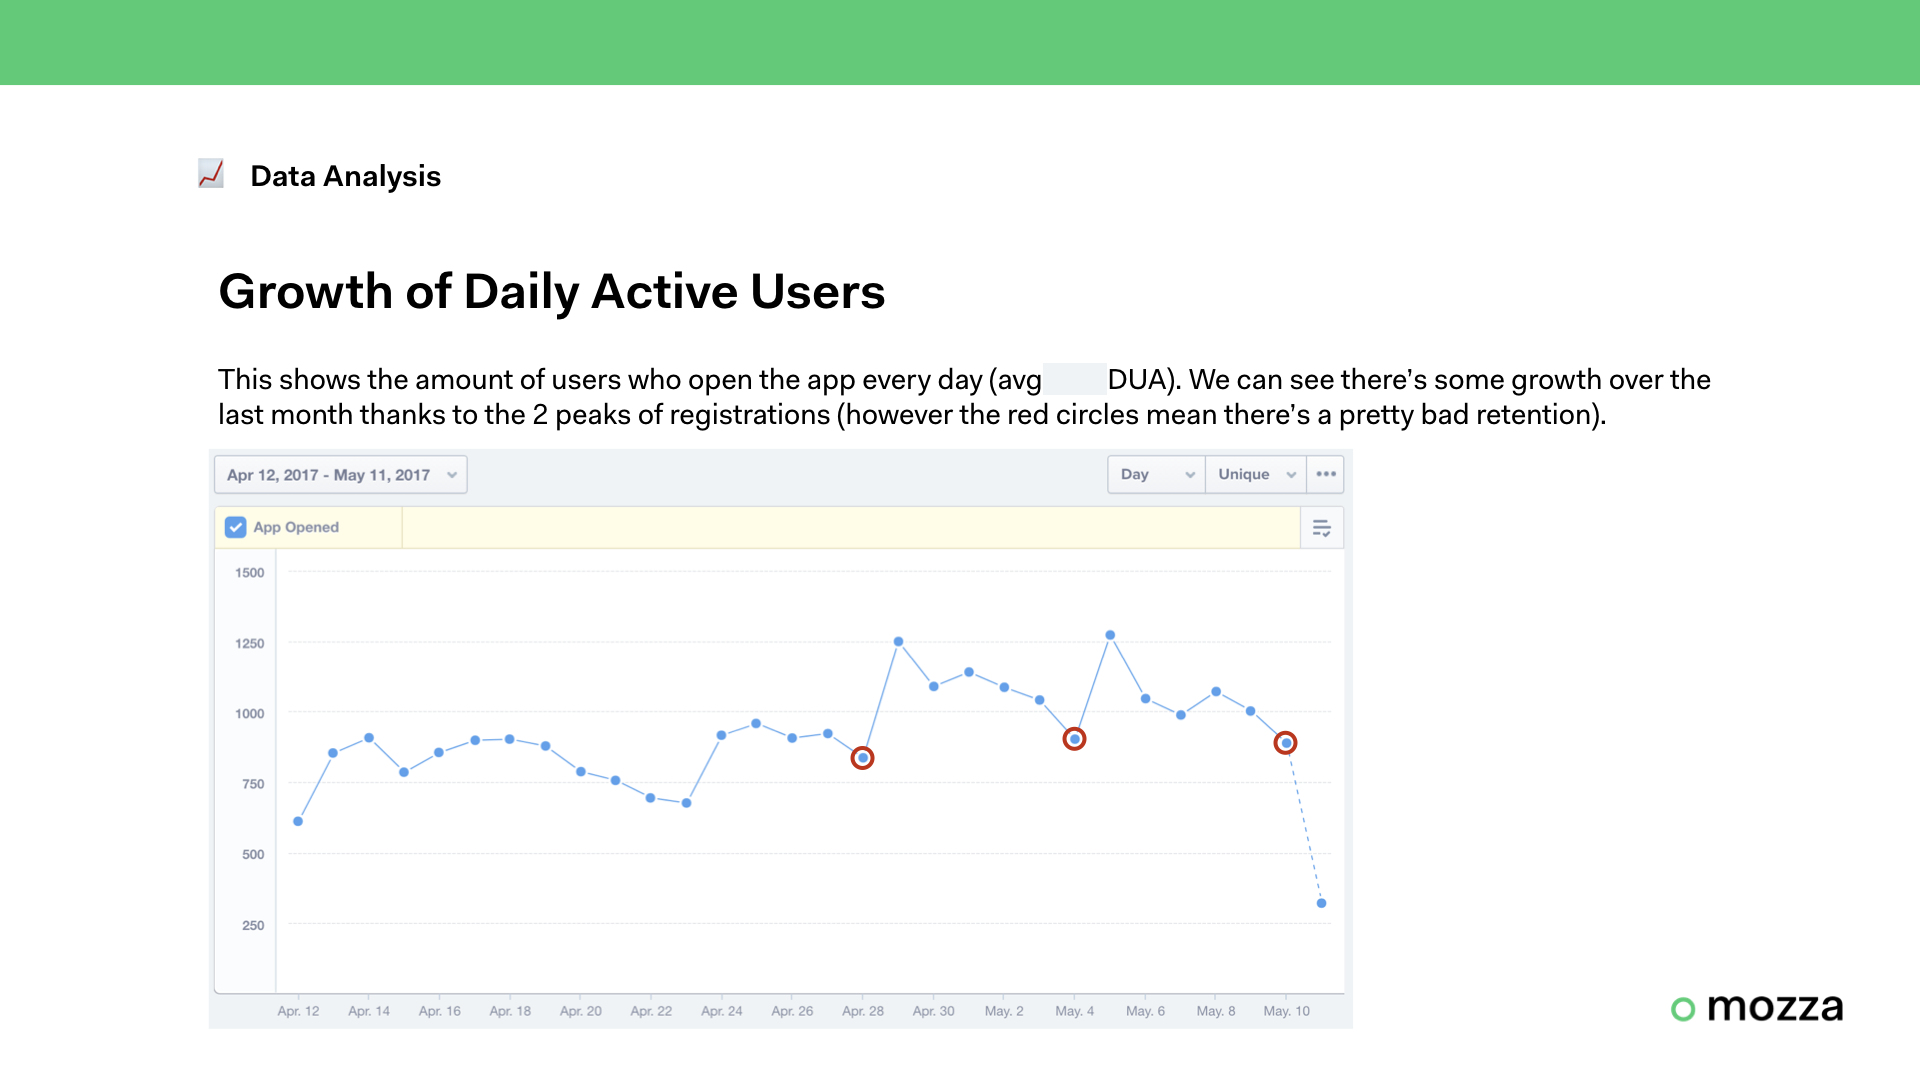 Data Analysis
Growth of Daily Active Users
This shows the amount of users who open the app every day (avg DUA). We can see there's some growth over the
last month thanks to the 2 peaks of registrations (however the red circles mean there's a pretty bad retention).
Apr 12, 2017 - May 11, 2017
Day
Unique
App Opened
1500
1250
1000
750
500
250
Apr. 12 Apr. 14 Apr. 16 Apr. 18 Apr. 20 Apr. 22 Apr. 24 Apr. 26 Apr. 28 Apr. 30 May. 2 May. 4 May. 6 May. 8 May. 10
mozza